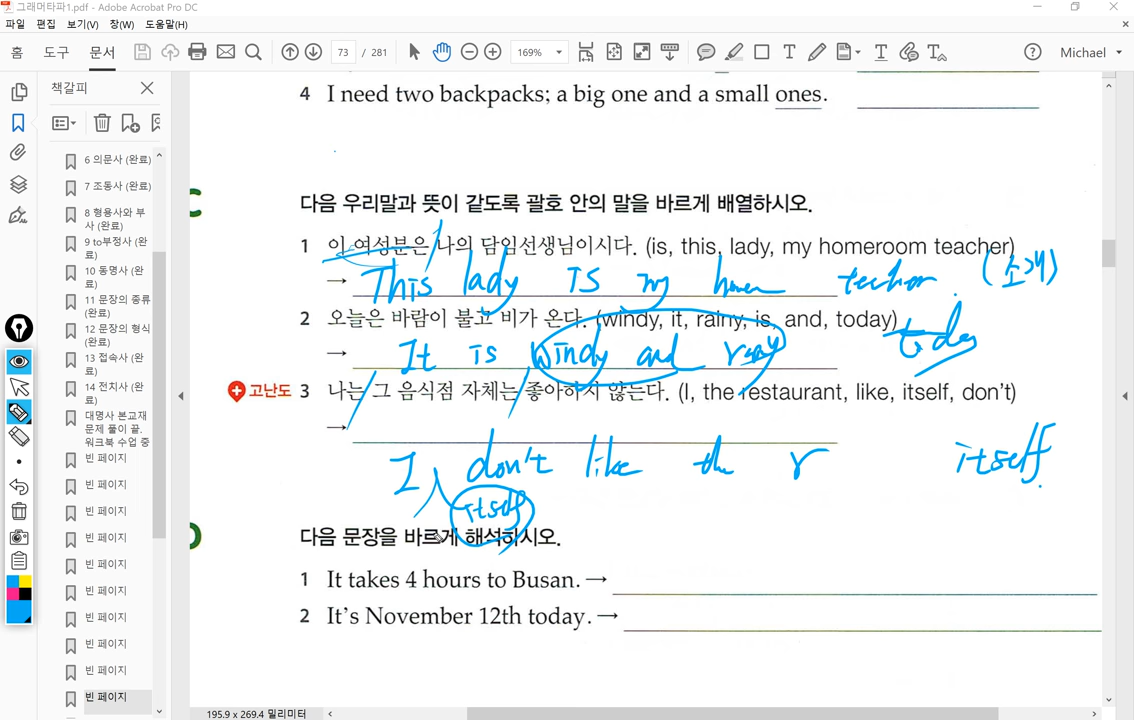 그래머타파1.pdf - Adobe Acrobat Pro DC
파일 편집 보기(V) 창(W) 도움말(H)
홈 도구 문서 73 / 281 169% Michael
책갈피
6 의문사 (완료)
7 조동사 (완료)
8 형용사와 부사 (완료)
9 to부정사 (완료)
10 동명사 (완료)
11 문장의 종류 (완료)
12 문장의 형식 (완료)
13 접속사 (완료)
14 전치사 (완료)
대명사 본교재 문제 풀이 끝. 워크북 수업 중
빈 페이지
빈 페이지
빈 페이지
빈 페이지
빈 페이지
빈 페이지
빈 페이지
빈 페이지
빈 페이지
빈 페이지
4 I need two backpacks; a big one and a small ones.
C
다음 우리말과 뜻이 같도록 괄호 안의 말을 바르게 배열하시오.
1 이 여성분은 나의 담임선생님이시다. (is, this, lady, my homeroom teacher)
→ This lady is my teacher. (소개)
2 오늘은 바람이 불고 비가 온다. (windy, it, rainy, is, and, today)
→ It is windy and rainy today
고난도 3 나는 그 음식점 자체는 좋아하지 않는다. (I, the restaurant, like, itself, don't)
→
I don't like the r itself.
itself
D
다음 문장을 바르게 해석하시오.
1 It takes 4 hours to Busan. →
2 It's November 12th today. →
195.9 x 269.4 밀리미터